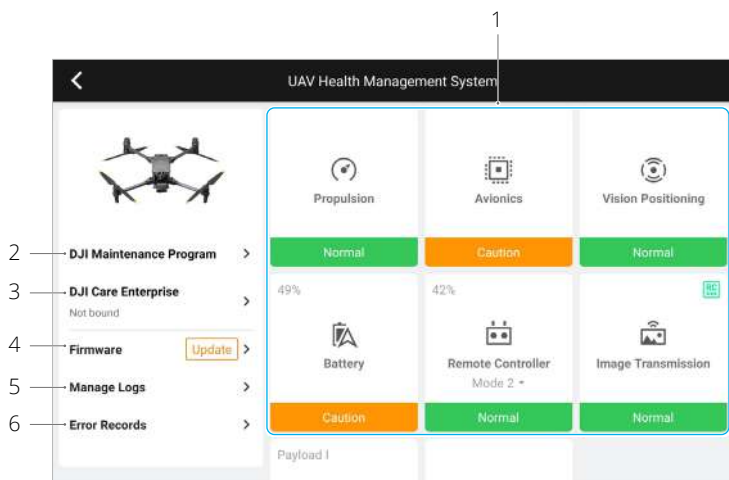 1
UAV Health Management System
Propulsion
Avionics
Vision Positioning
Normal
Caution
Normal
2
DJI Maintenance Program
3
DJI Care Enterprise
Not bound
4
Firmware
Update
5
Manage Logs
6
Error Records
49%
42%
RC
Battery
Remote Controller
Image Transmission
Mode 2
Caution
Normal
Normal
Payload I